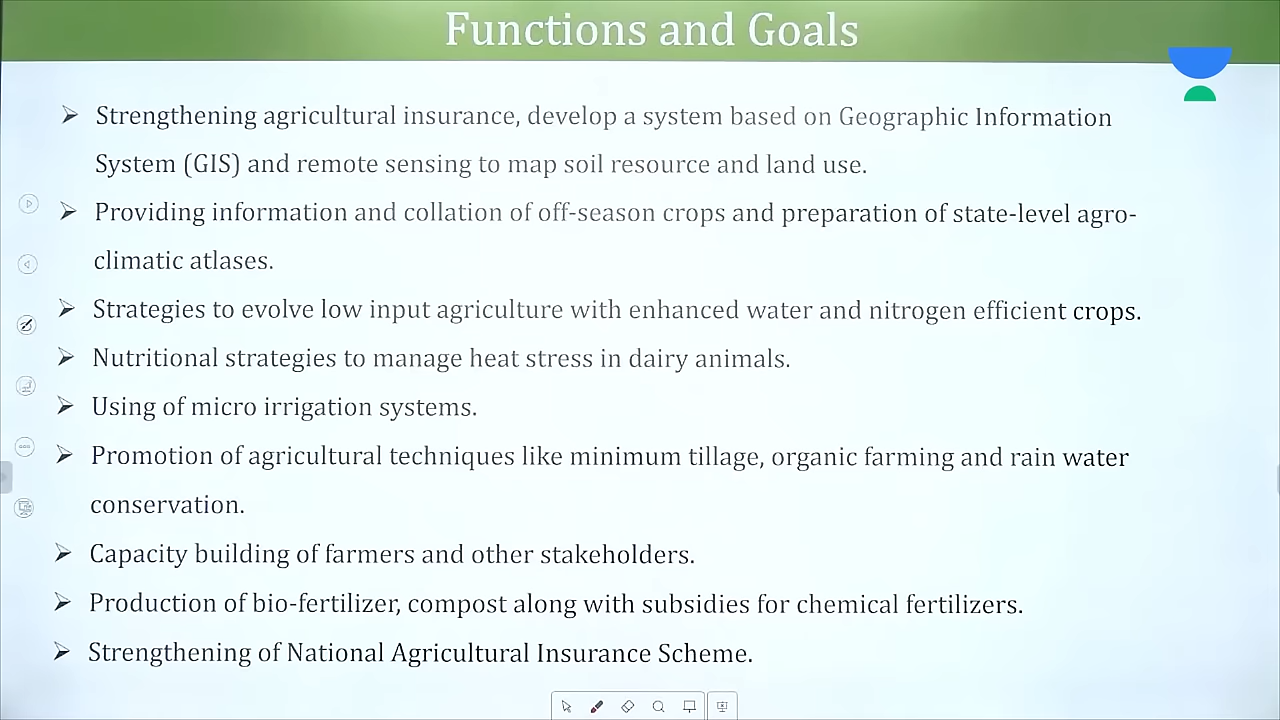 Functions and Goals
Strengthening agricultural insurance, develop a system based on Geographic Information
System (GIS) and remote sensing to map soil resource and land use.
Providing information and collation of off-season crops and preparation of state-level agro-
climatic atlases.
Strategies to evolve low input agriculture with enhanced water and nitrogen efficient crops.
Nutritional strategies to manage heat stress in dairy animals.
Using of micro irrigation systems.
Promotion of agricultural techniques like minimum tillage, organic farming and rain water
conservation.
Capacity building of farmers and other stakeholders.
Production of bio-fertilizer, compost along with subsidies for chemical fertilizers.
Strengthening of National Agricultural Insurance Scheme.